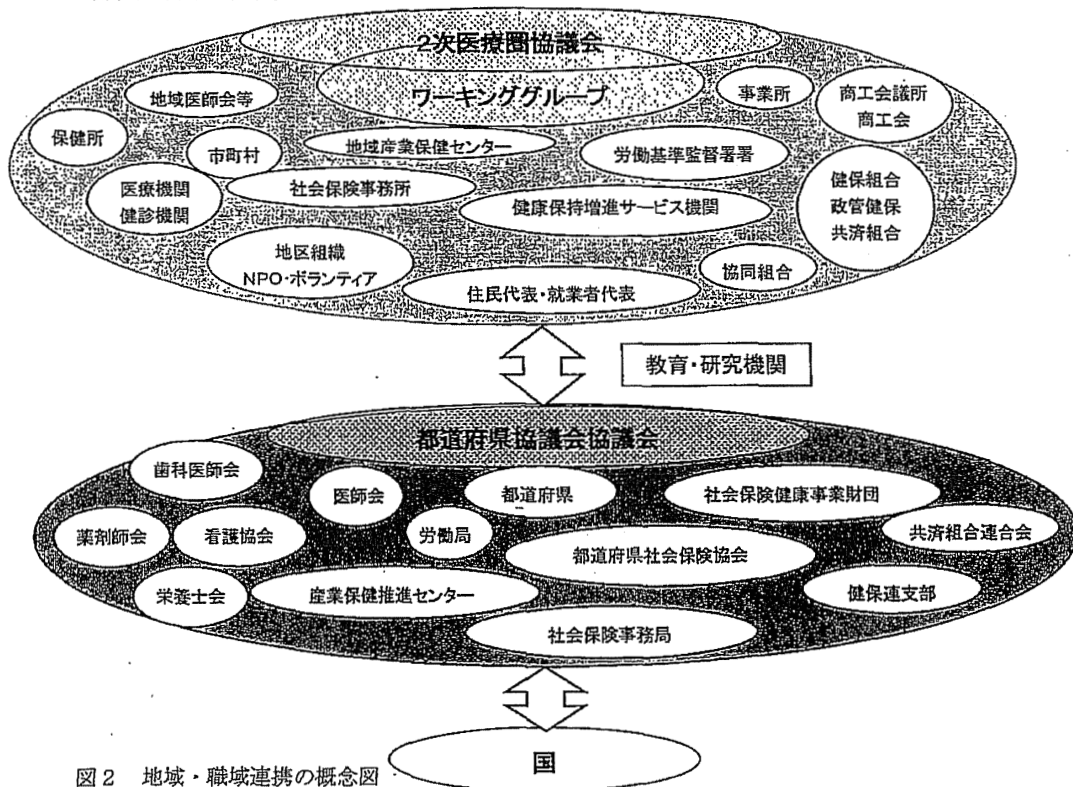 2次医療圏協議会
ワーキンググループ
地域医師会等
事業所
商工会議所
商工会
保健所
市町村
地域産業保健センター
労働基準監督署署
医療機関
健診機関
社会保険事務所
健康保持増進サービス機関
健保組合
政管健保
共済組合
地区組織
NPO・ボランティア
住民代表・就業者代表
協同組合
教育・研究機関
都道府県協議会協議会
歯科医師会
医師会
都道府県
社会保険健康事業財団
薬剤師会
看護協会
労働局
都道府県社会保険協会
共済組合連合会
栄養士会
産業保健推進センター
健保連支部
社会保険事務局
国
図2 地域・職域連携の概念図